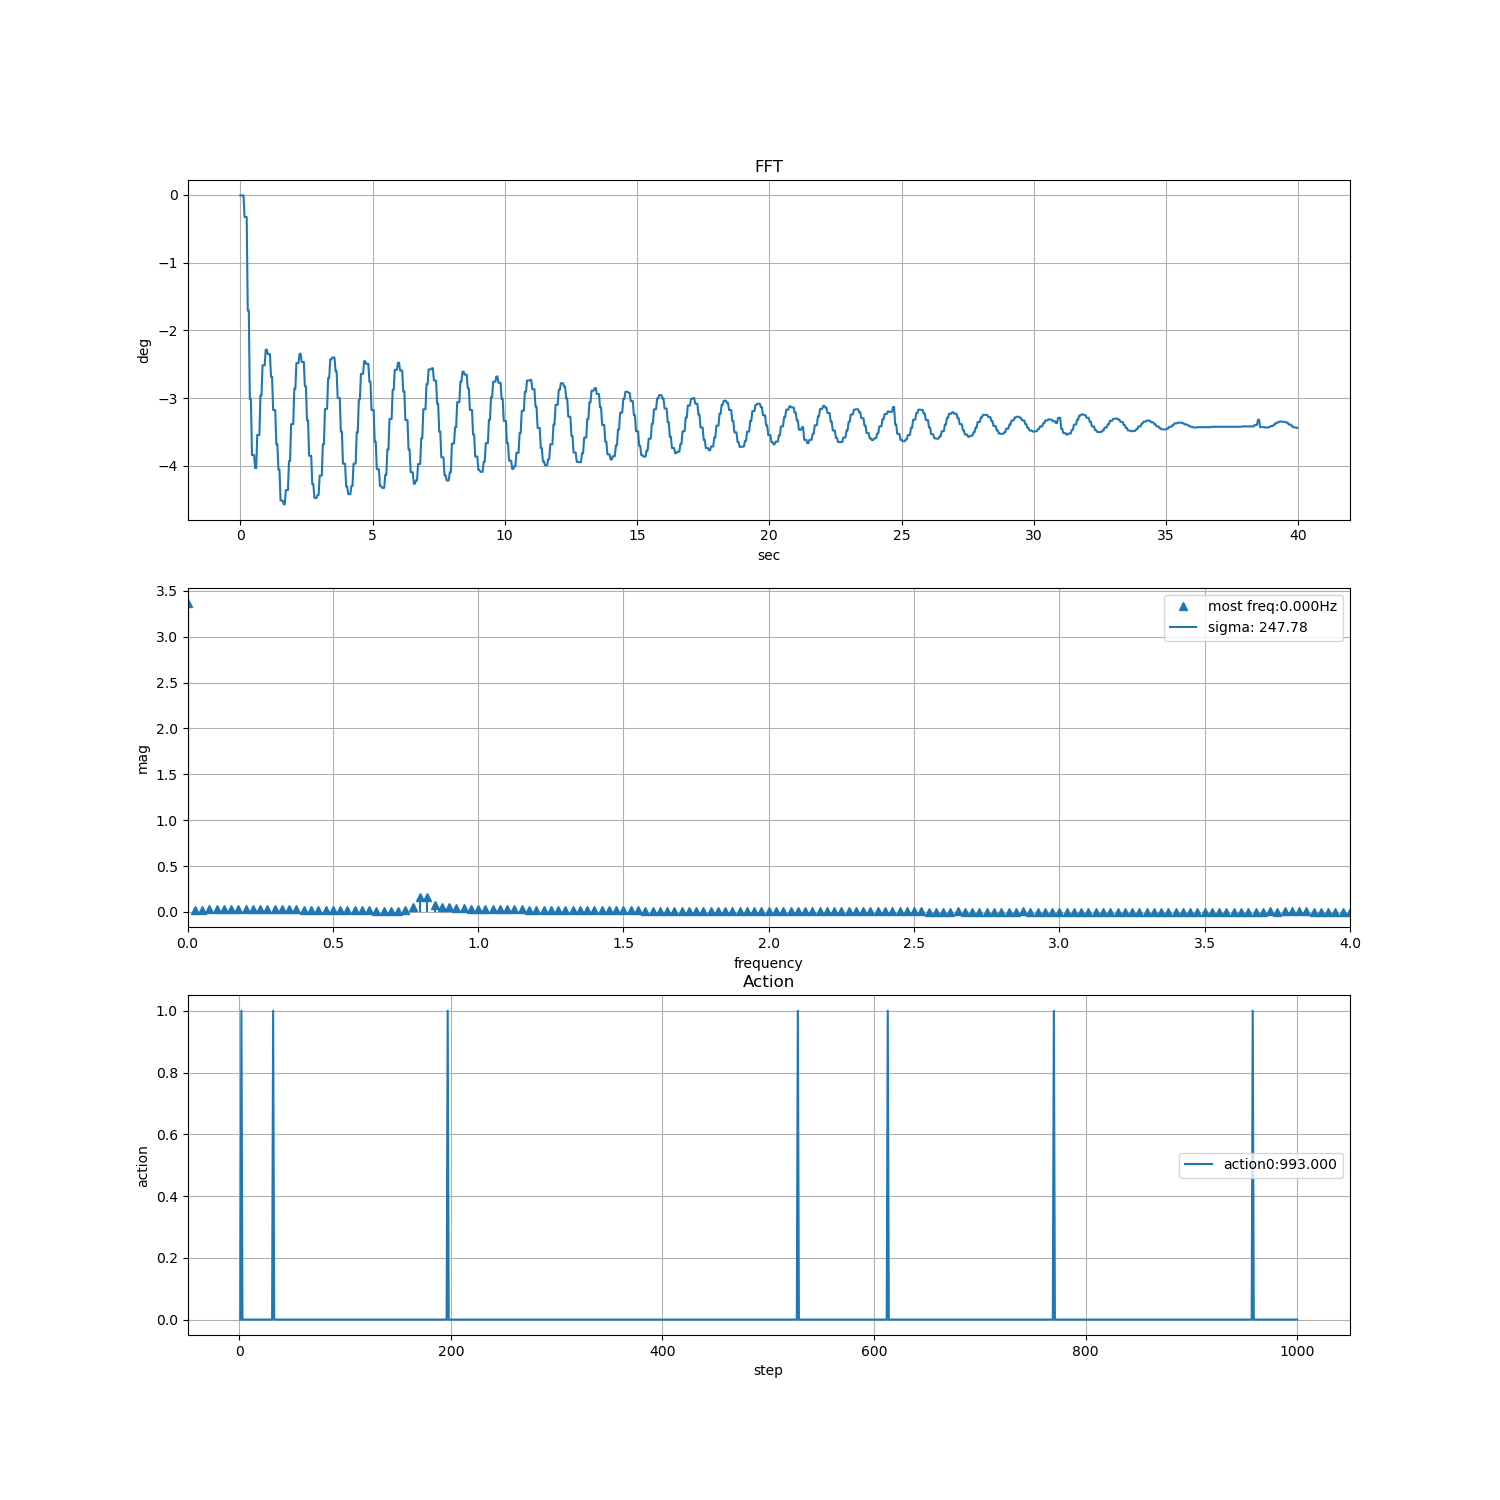 FFT
0
−1
−2
−3
−4
deg
0 5 10 15 20 25 30 35 40
sec
3.5
3.0
2.5
2.0
1.5
1.0
0.5
0.0
mag
most freq:0.000Hz
sigma: 247.78
0.0 0.5 1.0 1.5 2.0 2.5 3.0 3.5 4.0
frequency
Action
1.0
0.8
0.6
0.4
0.2
0.0
action
action0:993.000
0 200 400 600 800 1000
step